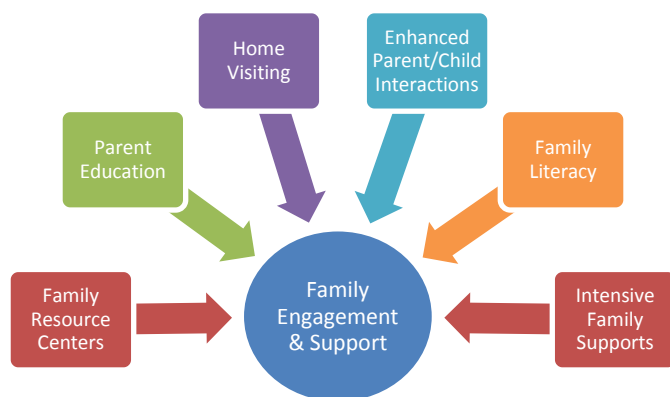 Home
Visiting
Enhanced
Parent/Child
Interactions
Parent
Education
Family
Literacy
Family
Resource
Centers
Family
Engagement
& Support
Intensive
Family
Supports